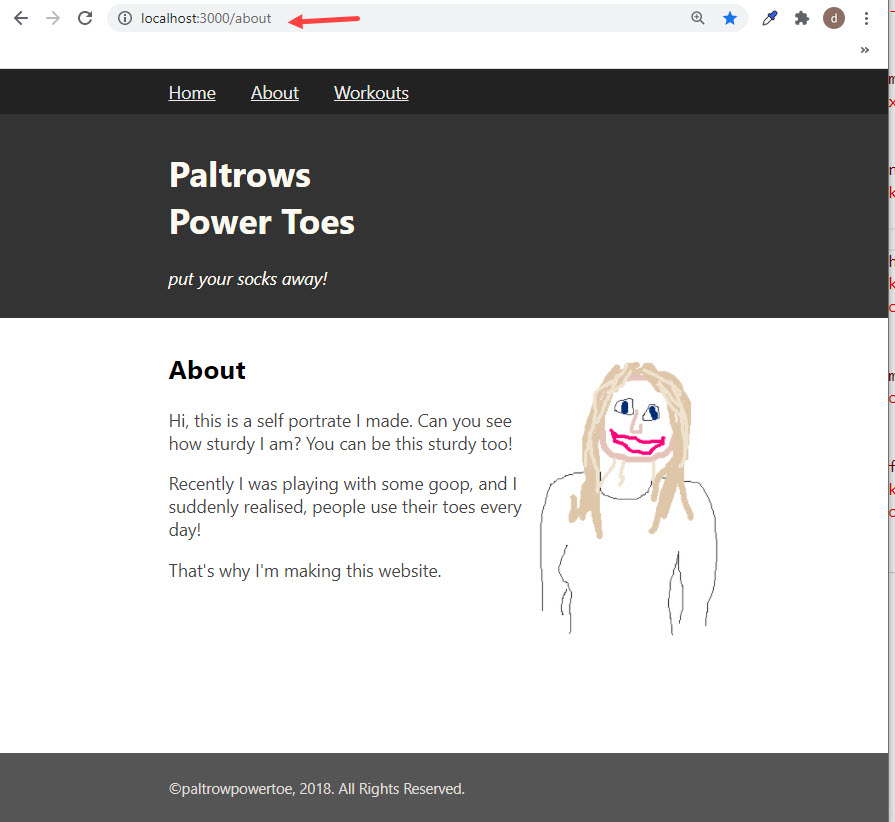 localhost:3000/about
d
»
Home About Workouts
Paltrows
Power Toes
put your socks away!
About
Hi, this is a self portrate I made. Can you see
how sturdy I am? You can be this sturdy too!
Recently I was playing with some goop, and I
suddenly realised, people use their toes every
day!
That's why I'm making this website.
©paltrowpowertoe, 2018. All Rights Reserved.